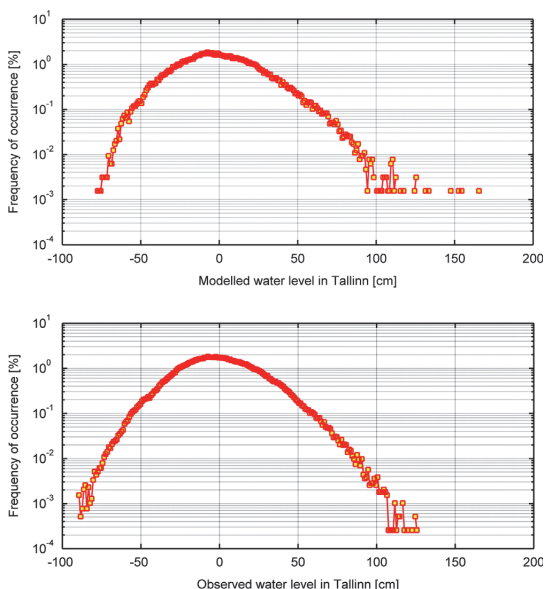 10^1
10^0
10^-1
10^-2
10^-3
10^-4
Frequency of occurrence [%]
-100 -50 0 50 100 150 200
Modelled water level in Tallinn [cm]
10^1
10^0
10^-1
10^-2
10^-3
10^-4
Frequency of occurrence [%]
-100 -50 0 50 100 150 200
Observed water level in Tallinn [cm]